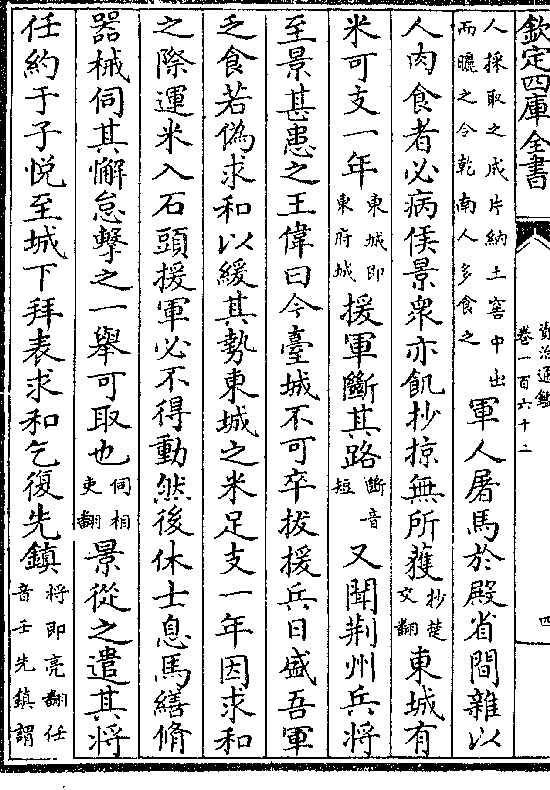 欽定四庫全書
資治通鑑
卷一百六十二
四
人採取之成片納土窖中出
而曬之令乾南人多食之
軍人屠馬於殿省間雜以
人肉食者必病侯景衆亦飢抄掠無所獲
抄楚
交翻
東城有
米可支一年
東城即
東府城
援軍斷其路
斷音
短
又聞荆州兵將
至景甚患之王偉曰今臺城不可卒拔援兵日盛吾軍
乏食若偽求和以緩其勢東城之米足支一年因求和
之際運米入石頭援軍必不得動然後休士息馬繕脩
器械伺其懈怠擊之一舉可取也
伺相
吏翻
景從之遣其將
任約于子悅至城下拜表求和乞復先鎮
將即亮翻任
音壬先鎮謂